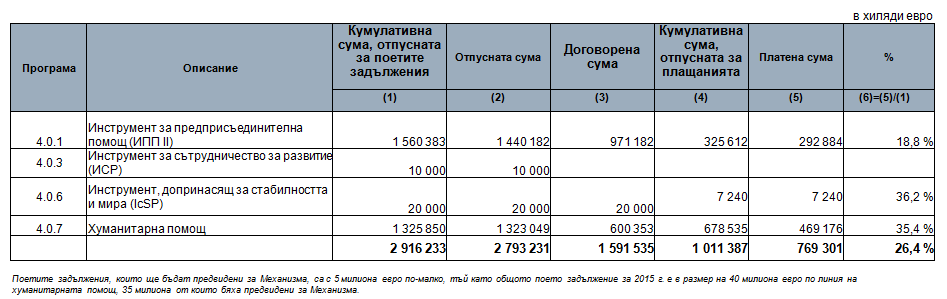 в хиляди евро
Програма | Описание | Кумулативна сума, отпусната за поетите задължения | Отпусната сума | Договорена сума | Кумулативна сума, отпусната за плащанията | Платена сума | %
(1) | (2) | (3) | (4) | (5) | (6)=(5)/(1)
4.0.1 | Инструмент за предприсъединителна помощ (ИПП II) | 1 560 383 | 1 440 182 | 971 182 | 325 612 | 292 884 | 18,8 %
4.0.3 | Инструмент за сътрудничество за развитие (ИСР) | 10 000 | 10 000
4.0.6 | Инструмент, допринасящ за стабилността и мира (IcSP) | 20 000 | 20 000 | 20 000 | 7 240 | 7 240 | 36,2 %
4.0.7 | Хуманитарна помощ | 1 325 850 | 1 323 049 | 600 353 | 678 535 | 469 176 | 35,4 %
2 916 233 | 2 793 231 | 1 591 535 | 1 011 387 | 769 301 | 26,4 %
Поетите задължения, които ще бъдат предвидени за Механизма, са с 5 милиона евро по-малко, тъй като общото поето задължение за 2015 г. е в размер на 40 милиона евро по линия на
хуманитарната помощ, 35 милиона от които бяха предвидени за Механизма.